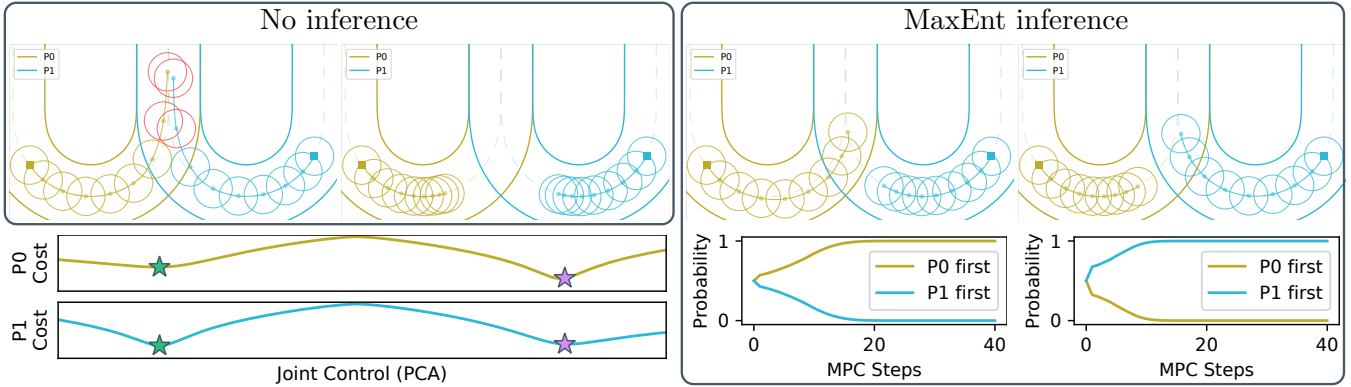 No inference
MaxEnt inference
P0
P1
P0
P1
P0
P1
P0
P1
P0
Cost
P1
Cost
Joint Control (PCA)
Probability
1
0
P0 first
P1 first
0
20
40
MPC Steps
Probability
1
0
P0 first
P1 first
0
20
40
MPC Steps